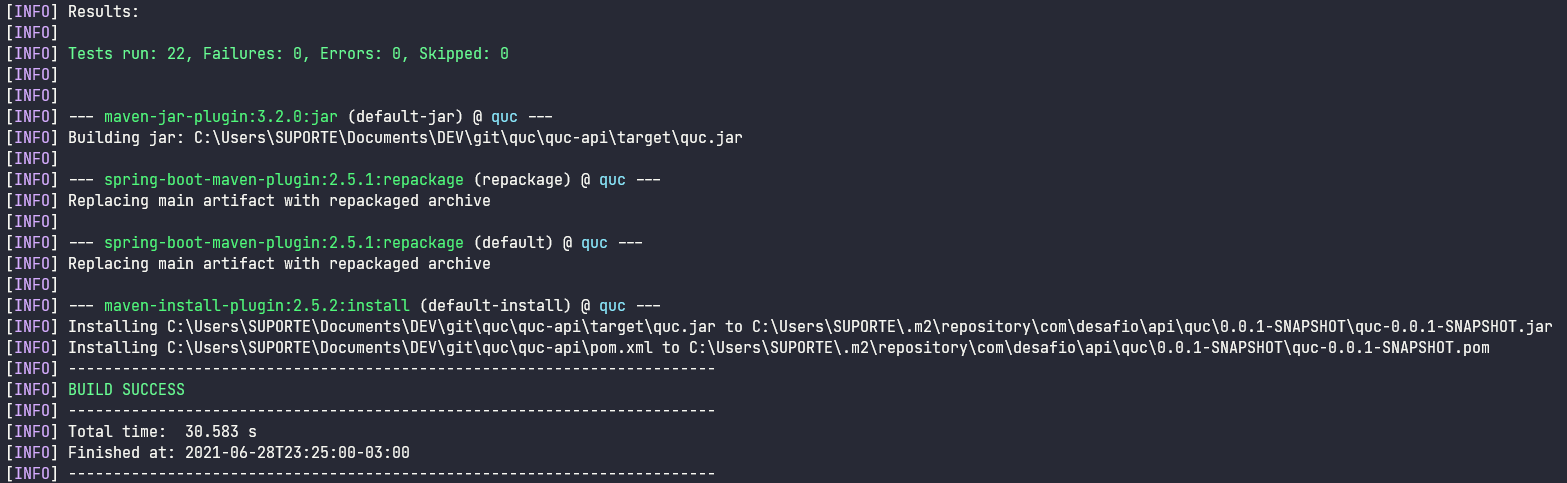 [INFO] Results:
[INFO]
[INFO] Tests run: 22, Failures: 0, Errors: 0, Skipped: 0
[INFO]
[INFO]
[INFO] --- maven-jar-plugin:3.2.0:jar (default-jar) @ quc ---
[INFO] Building jar: C:\Users\SUPORTE\Documents\DEV\git\quc\quc-api\target\quc.jar
[INFO]
[INFO] --- spring-boot-maven-plugin:2.5.1:repackage (repackage) @ quc ---
[INFO] Replacing main artifact with repackaged archive
[INFO]
[INFO] --- spring-boot-maven-plugin:2.5.1:repackage (default) @ quc ---
[INFO] Replacing main artifact with repackaged archive
[INFO]
[INFO] --- maven-install-plugin:2.5.2:install (default-install) @ quc ---
[INFO] Installing C:\Users\SUPORTE\Documents\DEV\git\quc\quc-api\target\quc.jar to C:\Users\SUPORTE\.m2\repository\com\desafio\api\quc\0.0.1-SNAPSHOT\quc-0.0.1-SNAPSHOT.jar
[INFO] Installing C:\Users\SUPORTE\Documents\DEV\git\quc\quc-api\pom.xml to C:\Users\SUPORTE\.m2\repository\com\desafio\api\quc\0.0.1-SNAPSHOT\quc-0.0.1-SNAPSHOT.pom
[INFO] ------------------------------------------------------------------------
[INFO] BUILD SUCCESS
[INFO] ------------------------------------------------------------------------
[INFO] Total time:  30.583 s
[INFO] Finished at: 2021-06-28T23:25:00-03:00
[INFO] ------------------------------------------------------------------------